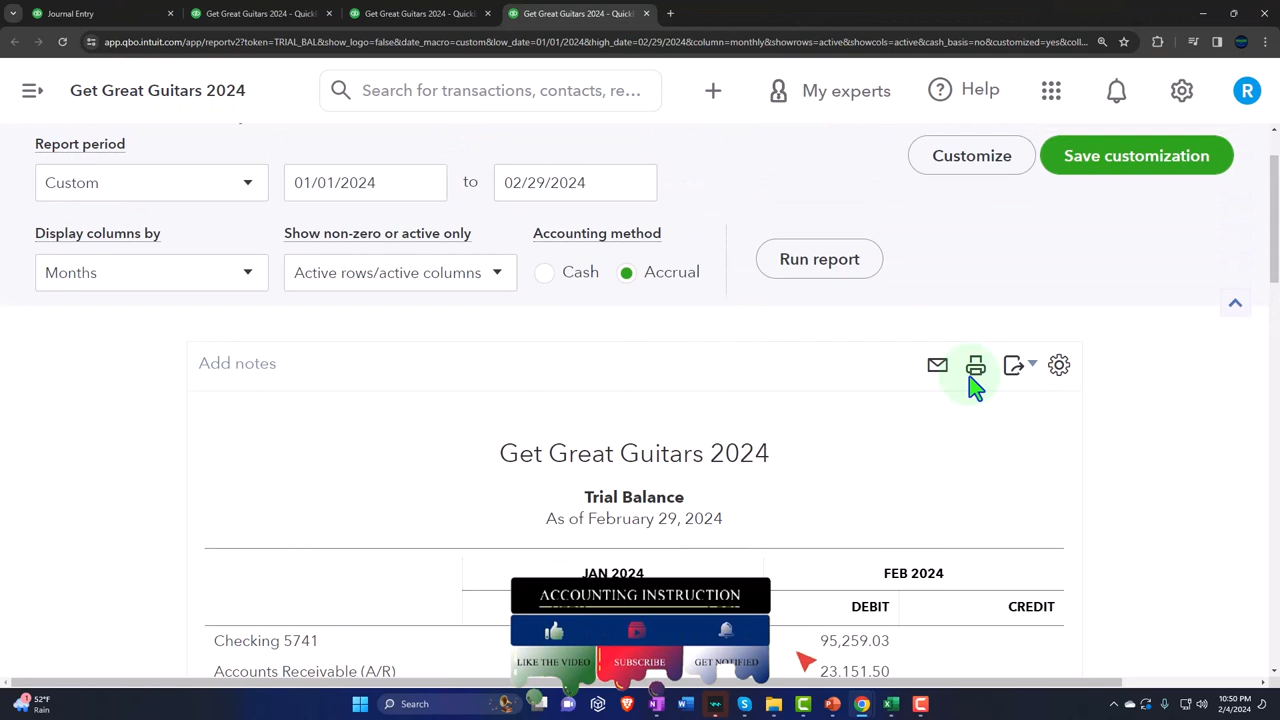 Get Great Guitars 2024 - Quick
Get Great Guitars 2024 - Quick
Get Great Guitars 2024 - Quick
Get Great Guitars 2024 - Quick
app.qbo.intuit.com/app/reportv2?token=TRIAL_BAL&show_logo=false&date_macro=custom&low_date=01/01/2024&high_date=02/29/2024&column=monthly&showrows=active&showcols=active&cash_basis=no&customized=yes&coll...
Get Great Guitars 2024
Search for transactions, contacts, re...
My experts
Help
R
Report period
Customize
Save customization
Custom
01/01/2024
to
02/29/2024
Display columns by
Show non-zero or active only
Accounting method
Months
Active rows/active columns
Cash
Accrual
Run report
Add notes
Get Great Guitars 2024
Trial Balance
As of February 29, 2024
JAN 2024
FEB 2024
ACCOUNTING INSTRUCTION
DEBIT
CREDIT
Checking 5741
95,259.03
LIKE THE VIDEO
SUBSCRIBE
GET NOTIFIED
Accounts Receivable (A/R)
23,151.50
52°F
Rain
Search
10:50 PM
2/4/2024